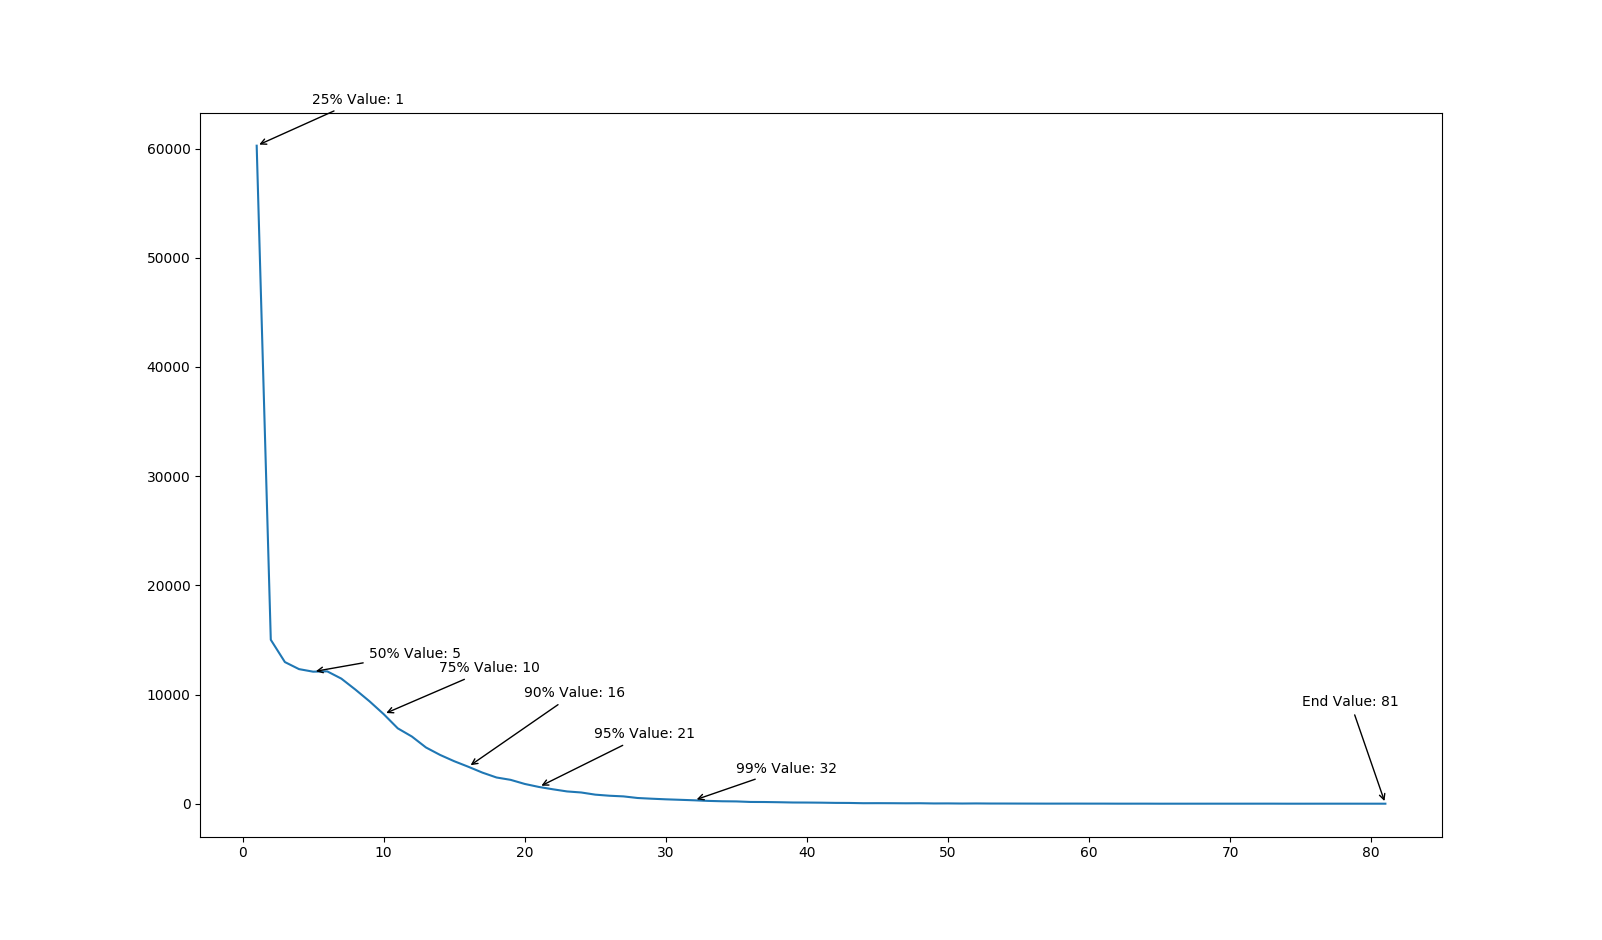 25% Value: 1
60000
50000
40000
30000
20000
50% Value: 5
75% Value: 10
90% Value: 16
10000
End Value: 81
95% Value: 21
99% Value: 32
0
0 10 20 30 40 50 60 70 80